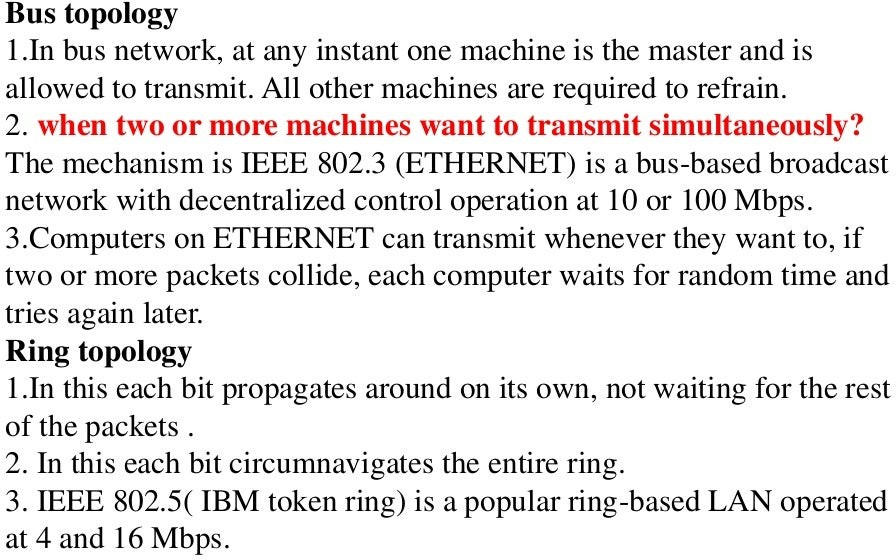 Bus topology
1.In bus network, at any instant one machine is the master and is
allowed to transmit. All other machines are required to refrain.
2. when two or more machines want to transmit simultaneously?
The mechanism is IEEE 802.3 (ETHERNET) is a bus-based broadcast
network with decentralized control operation at 10 or 100 Mbps.
3.Computers on ETHERNET can transmit whenever they want to, if
two or more packets collide, each computer waits for random time and
tries again later.
Ring topology
1.In this each bit propagates around on its own, not waiting for the rest
of the packets .
2. In this each bit circumnavigates the entire ring.
3. IEEE 802.5( IBM token ring) is a popular ring-based LAN operated
at 4 and 16 Mbps.